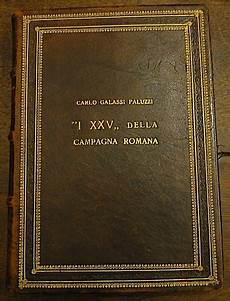 CARLO GALASSI PALUZZI
"I XXV„ DELLA
CAMPAGNA ROMANA